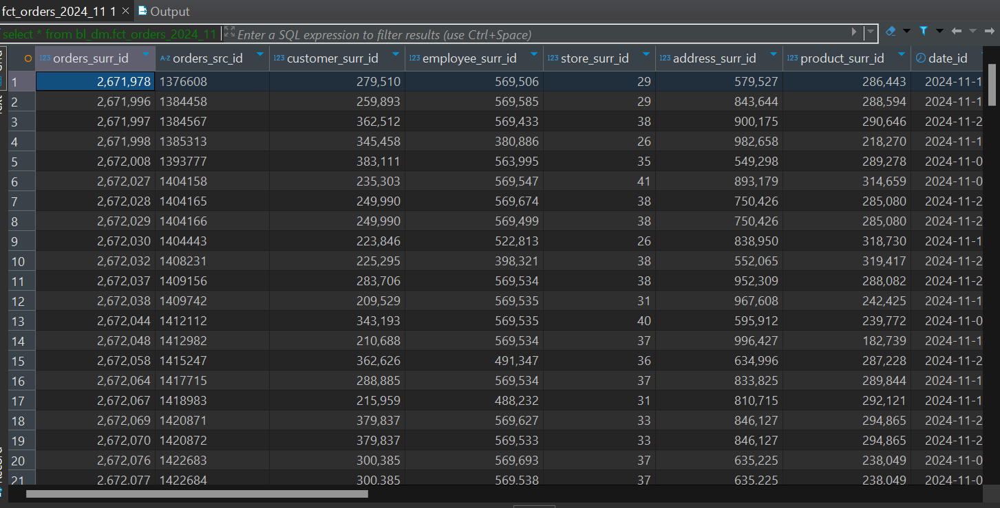 fct_orders_2024_11 1 × Output
select * from bl_dm.fct_orders_2024_11 Enter a SQL expression to filter results (use Ctrl+Space)
123 orders_surr_id A-Z orders_src_id 123 customer_surr_id 123 employee_surr_id 123 store_surr_id 123 address_surr_id 123 product_surr_id date_id
1 2,671,978 1376608 279,510 569,506 29 579,527 286,443 2024-11-1
2 2,671,996 1384458 259,893 569,585 29 843,644 288,594 2024-11-1
3 2,671,997 1384567 362,512 569,433 38 900,175 290,646 2024-11-2
4 2,671,998 1385313 345,458 380,886 26 982,658 218,270 2024-11-1
5 2,672,008 1393777 383,111 563,995 35 549,298 289,278 2024-11-0
6 2,672,027 1404158 235,303 569,547 41 893,179 314,659 2024-11-0
7 2,672,028 1404165 249,990 569,674 38 750,426 285,080 2024-11-2
8 2,672,029 1404166 249,990 569,499 38 750,426 285,080 2024-11-2
9 2,672,030 1404443 223,846 522,813 26 838,950 318,730 2024-11-1
10 2,672,032 1408231 225,295 398,321 38 552,065 319,417 2024-11-2
11 2,672,037 1409156 283,706 569,534 38 952,309 288,082 2024-11-2
12 2,672,038 1409742 209,529 569,535 31 967,608 242,425 2024-11-1
13 2,672,044 1412112 343,193 569,535 40 595,912 239,772 2024-11-0
14 2,672,048 1412982 210,688 569,534 37 996,427 182,739 2024-11-2
15 2,672,058 1415247 362,626 491,347 36 634,996 287,228 2024-11-2
16 2,672,064 1417715 288,885 569,534 37 833,825 289,844 2024-11-1
17 2,672,067 1418983 215,959 488,232 31 810,715 292,121 2024-11-1
18 2,672,069 1420871 379,837 569,627 33 846,127 294,865 2024-11-2
19 2,672,070 1420872 379,837 569,533 33 846,127 294,865 2024-11-2
20 2,672,076 1422683 300,385 569,693 37 635,225 238,049 2024-11-0
21 2,672,077 1422684 300,385 569,538 37 635,225 238,049 2024-11-0